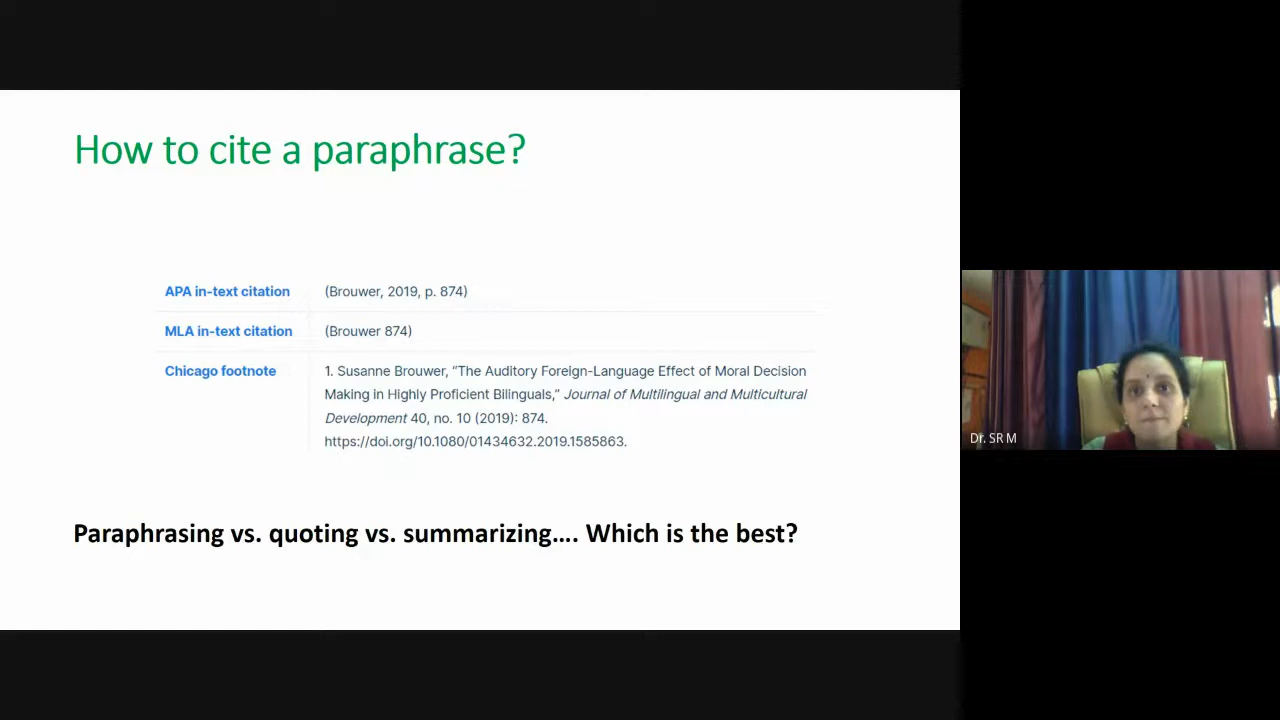 How to cite a paraphrase?
APA in-text citation (Brouwer, 2019, p. 874)
MLA in-text citation (Brouwer 874)
Chicago footnote 1. Susanne Brouwer, “The Auditory Foreign-Language Effect of Moral Decision
Making in Highly Proficient Bilinguals,” Journal of Multilingual and Multicultural
Development 40, no. 10 (2019): 874.
https://doi.org/10.1080/01434632.2019.1585863.
Paraphrasing vs. quoting vs. summarizing.... Which is the best?
Dr. SR M